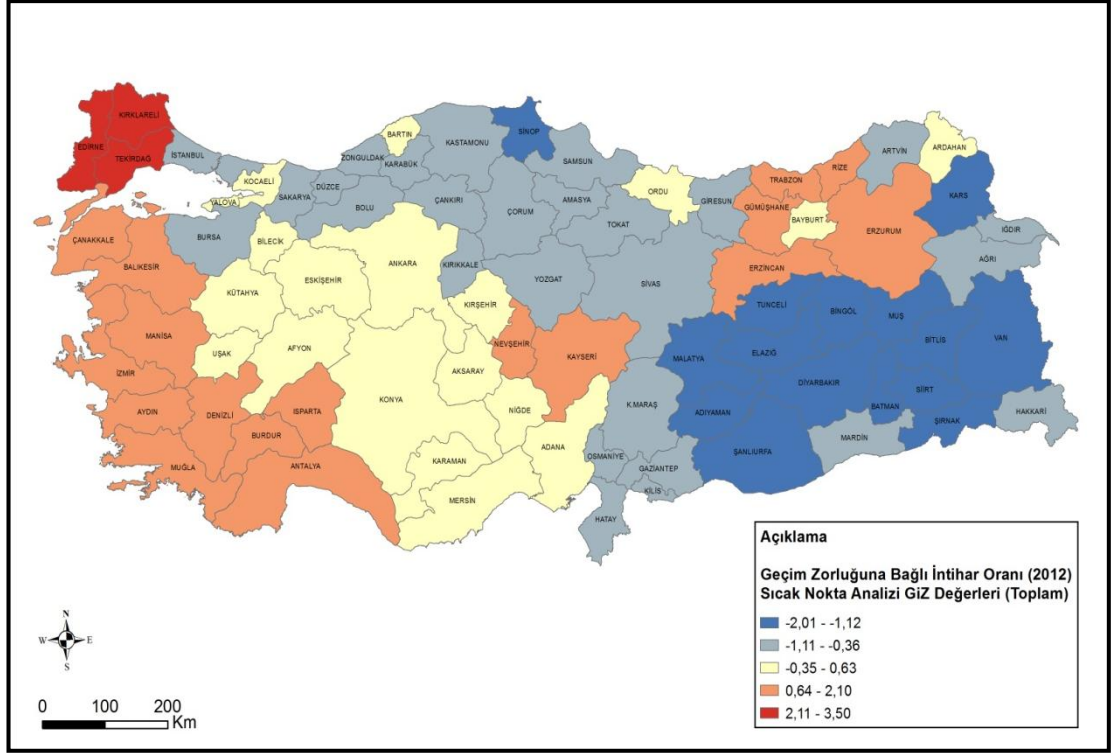 KIRKLARELİ
EDİRNE
TEKİRDAĞ
İSTANBUL
KOCAELİ
YALOVA
SAKARYA
DÜZCE
ZONGULDAK
BARTIN
KARABÜK
KASTAMONU
SİNOP
SAMSUN
BOLU
ÇANKIRI
ÇORUM
AMASYA
TOKAT
ORDU
GİRESUN
TRABZON
RİZE
GÜMÜŞHANE
BAYBURT
ARTVİN
ARDAHAN
KARS
IĞDIR
AĞRI
ERZURUM
ERZİNCAN
ÇANAKKALE
BALIKESİR
BURSA
BİLECİK
KÜTAHYA
ESKİŞEHİR
ANKARA
KIRIKKALE
KIRŞEHİR
YOZGAT
SİVAS
NEVŞEHİR
KAYSERİ
MANİSA
UŞAK
AFYON
İZMİR
AYDIN
DENİZLİ
ISPARTA
BURDUR
MUĞLA
ANTALYA
KONYA
AKSARAY
NİĞDE
KARAMAN
MERSİN
ADANA
OSMANİYE
K.MARAŞ
GAZİANTEP
KİLİS
HATAY
MALATYA
ADIYAMAN
ŞANLIURFA
TUNCELİ
BİNGÖL
ELAZIĞ
DİYARBAKIR
MUŞ
BİTLİS
VAN
SİİRT
BATMAN
ŞIRNAK
MARDİN
HAKKARİ
Açıklama
Geçim Zorluğuna Bağlı İntihar Oranı (2012)
Sıcak Nokta Analizi GiZ Değerleri (Toplam)
-2,01 - -1,12
-1,11 - -0,36
-0,35 - 0,63
0,64 - 2,10
2,11 - 3,50
N
W E
S
0 100 200
Km